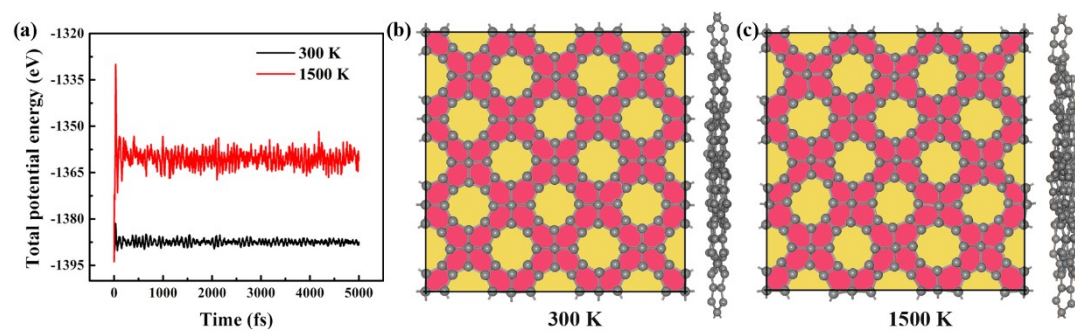 (a)
Total potential energy (eV)
-1320
-1335
-1350
-1365
-1380
-1395
300 K
1500 K
0 1000 2000 3000 4000 5000
Time (fs)
(b)
300 K
(c)
1500 K